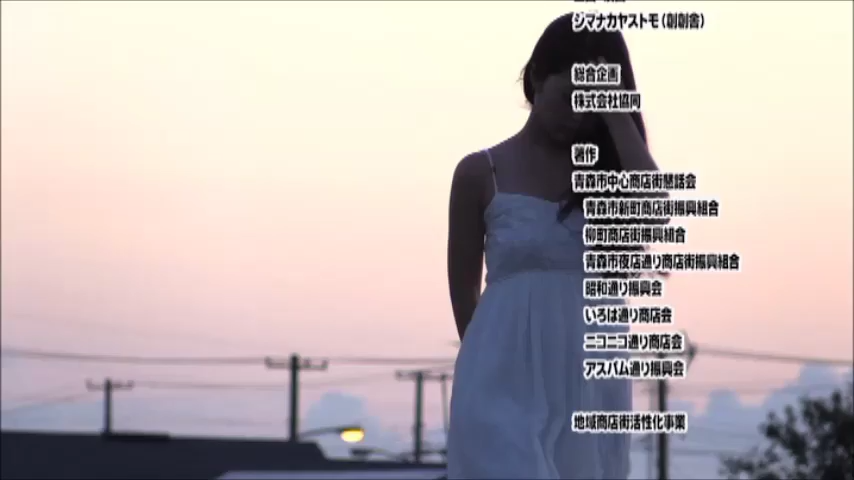 ジマナカヤストモ（創創舎）
総合企画
株式会社協同
著作
青森市中心商店街懇話会
青森市新町商店街振興組合
柳町商店街振興組合
青森市夜店通り商店街振興組合
昭和通り振興会
いろは通り商店会
ニコニコ通り商店会
アスパム通り振興会
地域商店街活性化事業